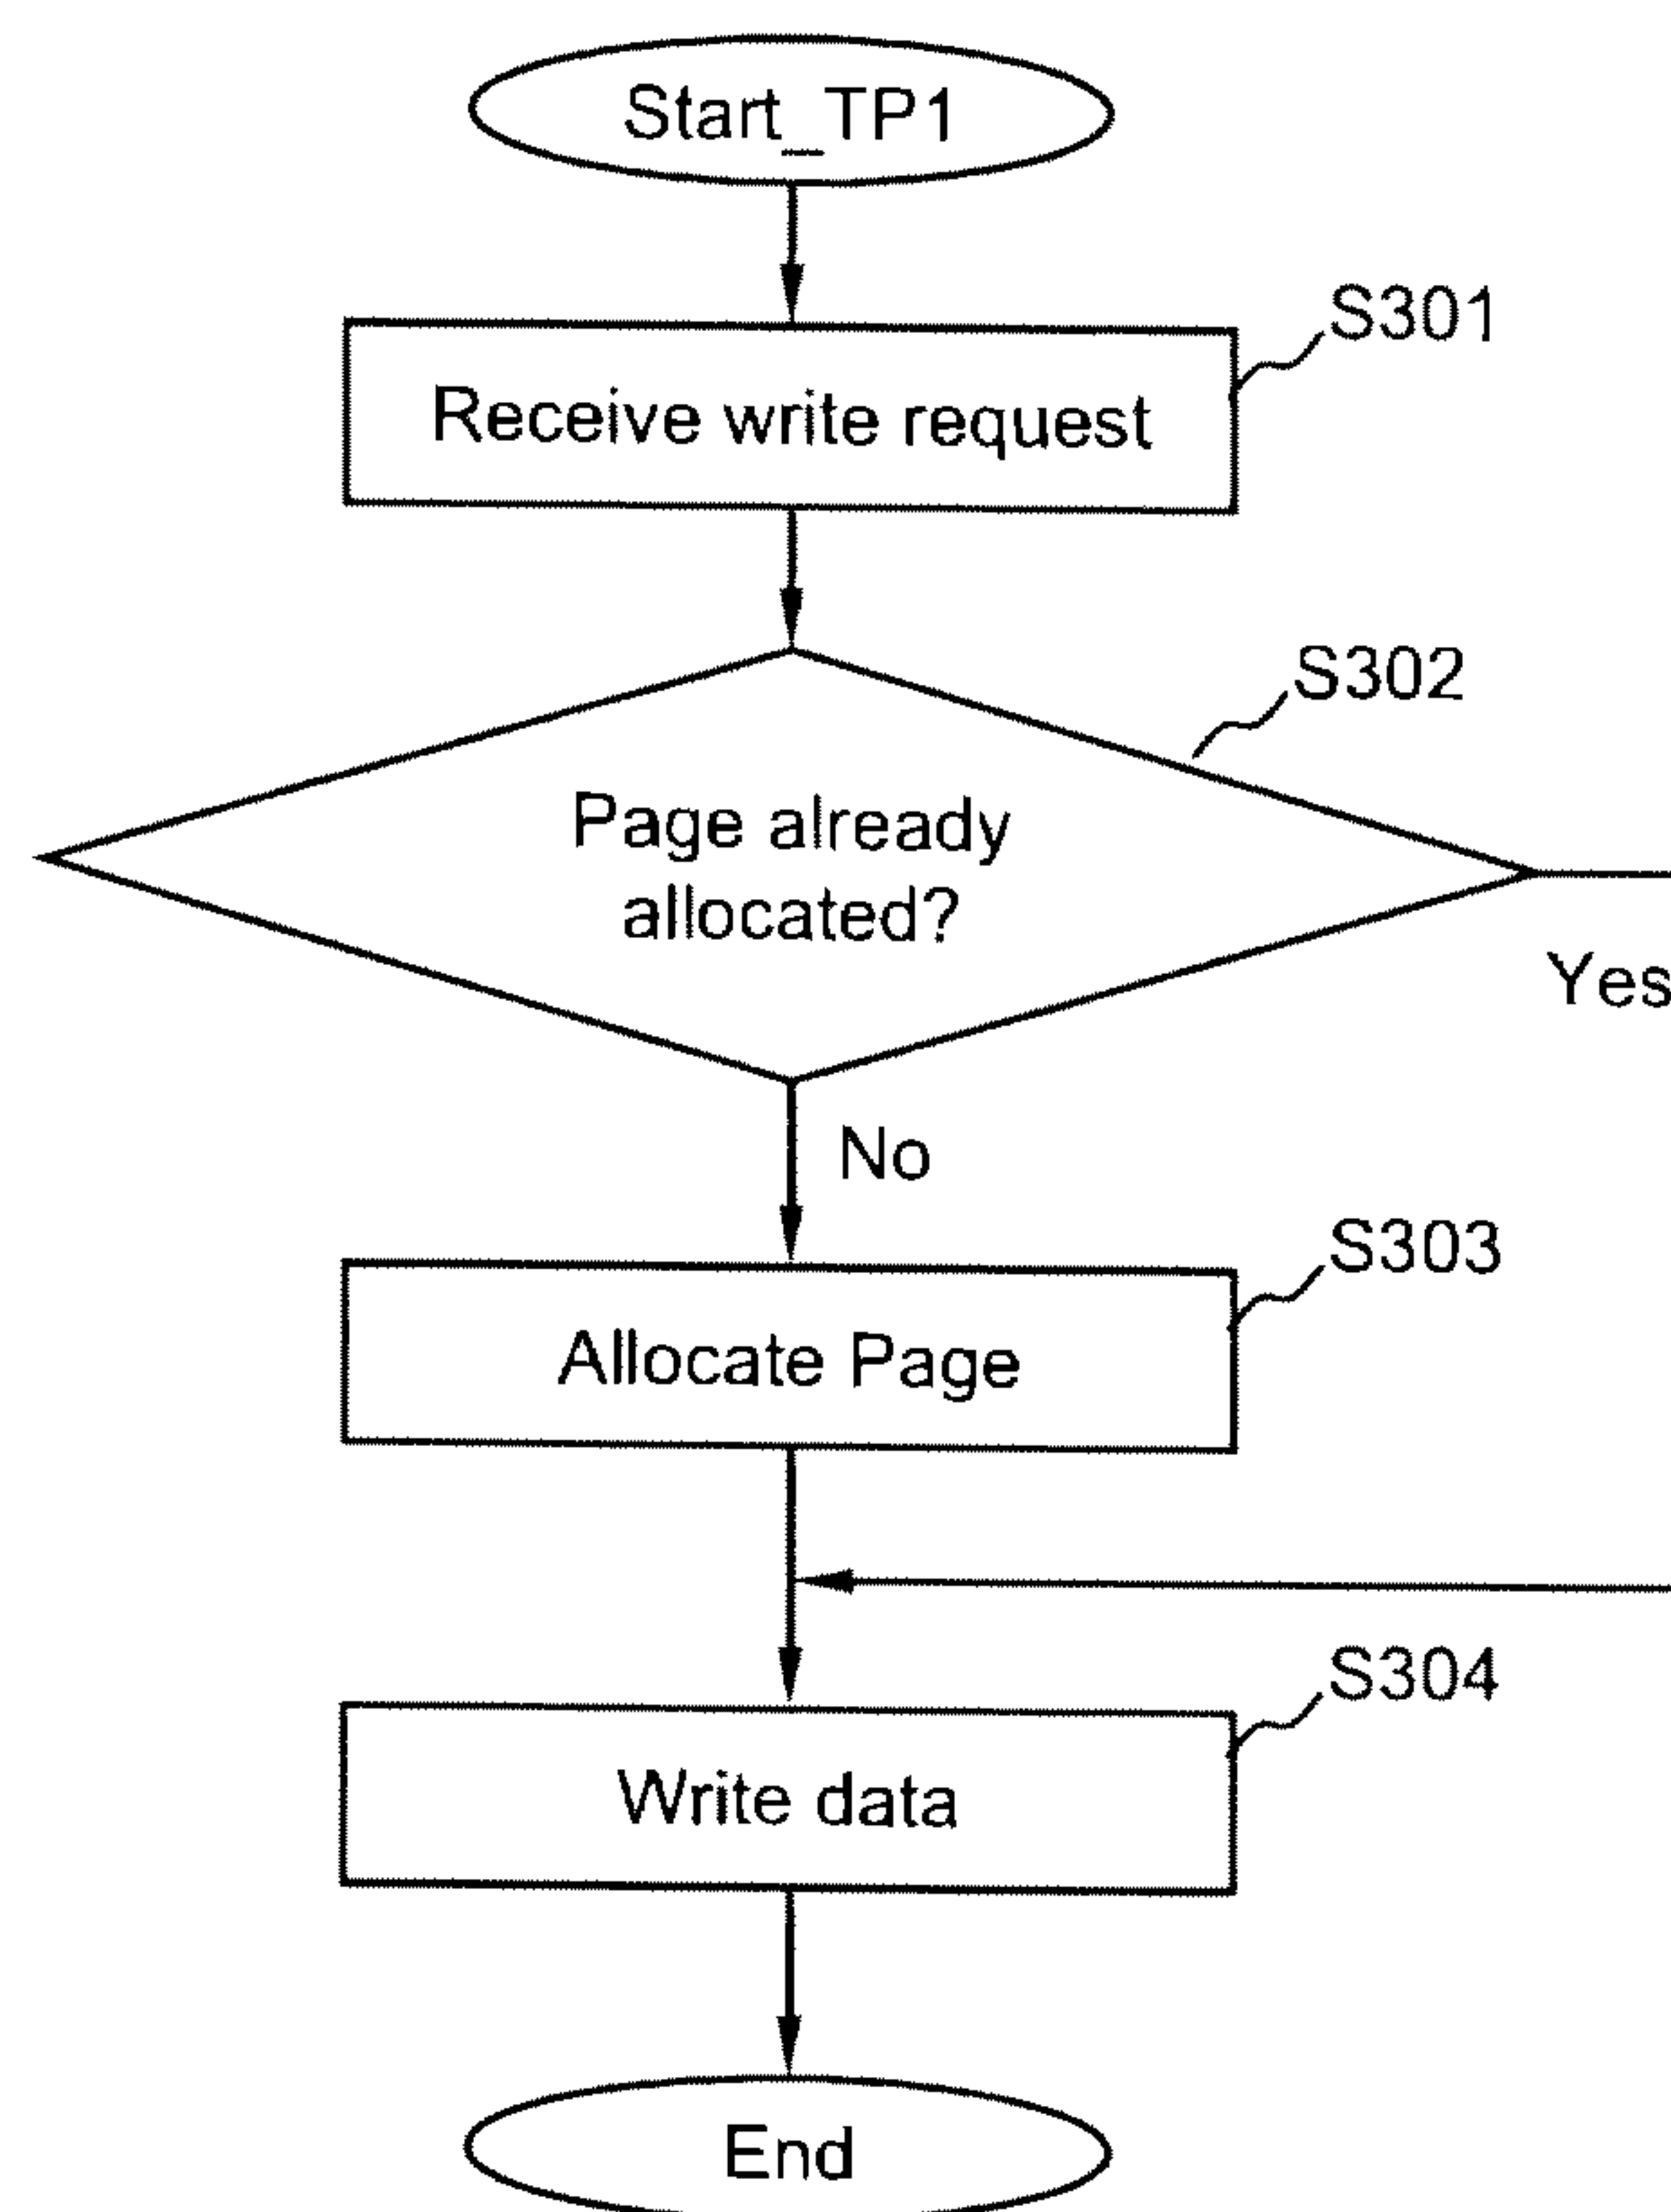 Start_TP1
S301
Receive write request
S302
Page already
allocated?
Yes
No
S303
Allocate Page
S304
Write data
End